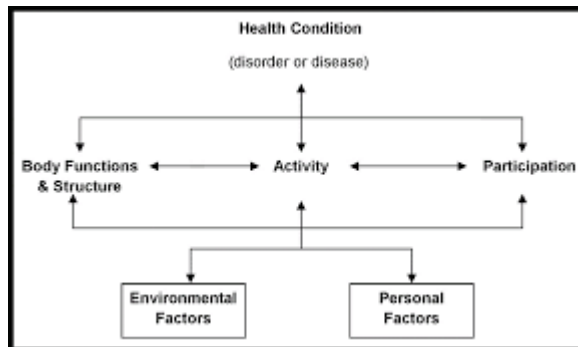 Health Condition
(disorder or disease)
Body Functions
& Structure
Activity
Participation
Environmental
Factors
Personal
Factors